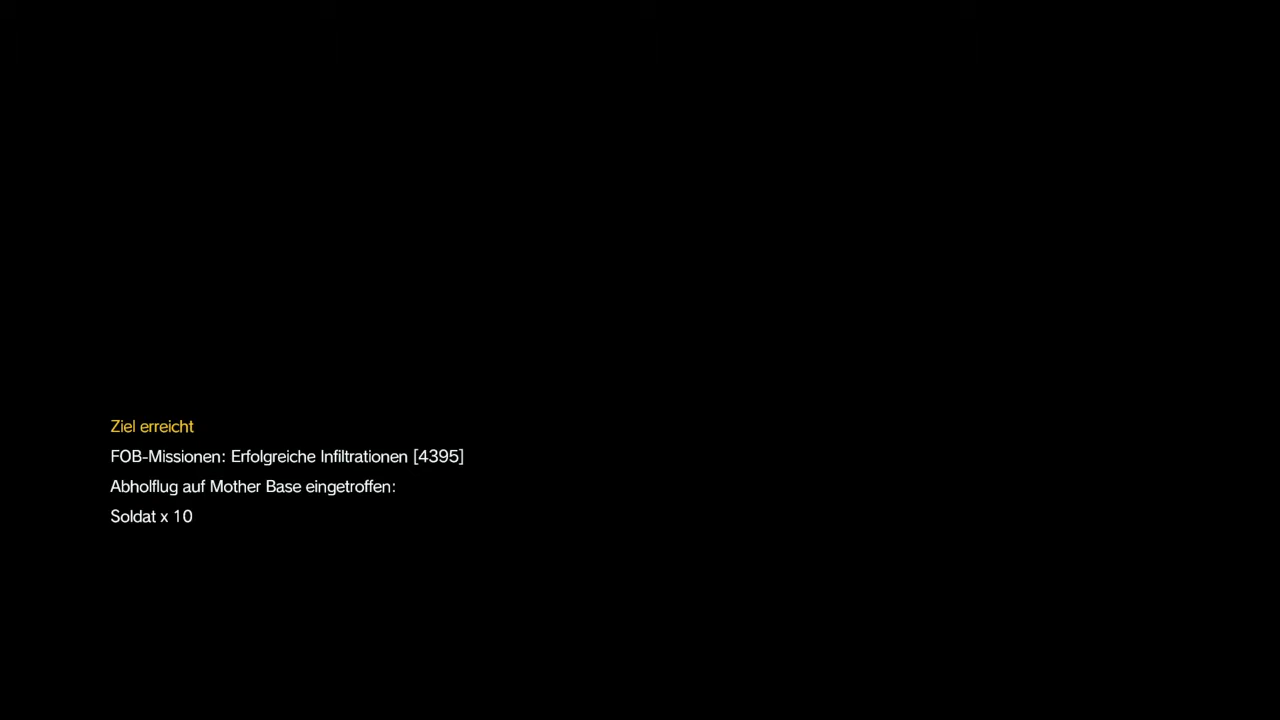 Ziel erreicht
FOB-Missionen: Erfolgreiche Infiltrationen [4395]
Abholflug auf Mother Base eingetroffen:
Soldat x 10